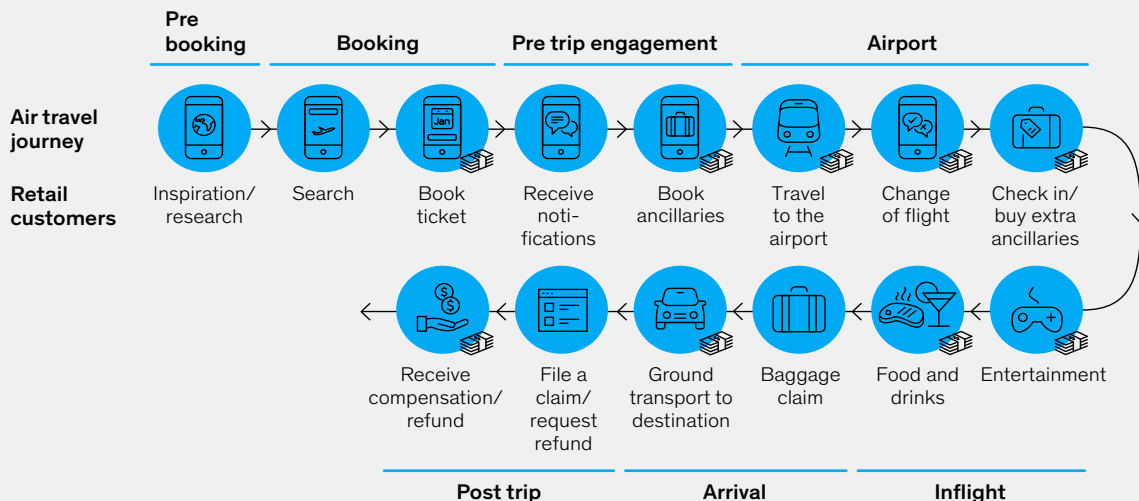 Pre
booking
Booking
Pre trip engagement
Airport
Air travel
journey
Jan
Retail
customers
Inspiration/
research
Search
Book
ticket
Receive
noti-
fications
Book
ancillaries
Travel
to the
airport
Change
of flight
Check in/
buy extra
ancillaries
$
$
Receive
compensation/
refund
File a
claim/
request
refund
Ground
transport to
destination
Baggage
claim
Food and
drinks
Entertainment
Post trip
Arrival
Inflight